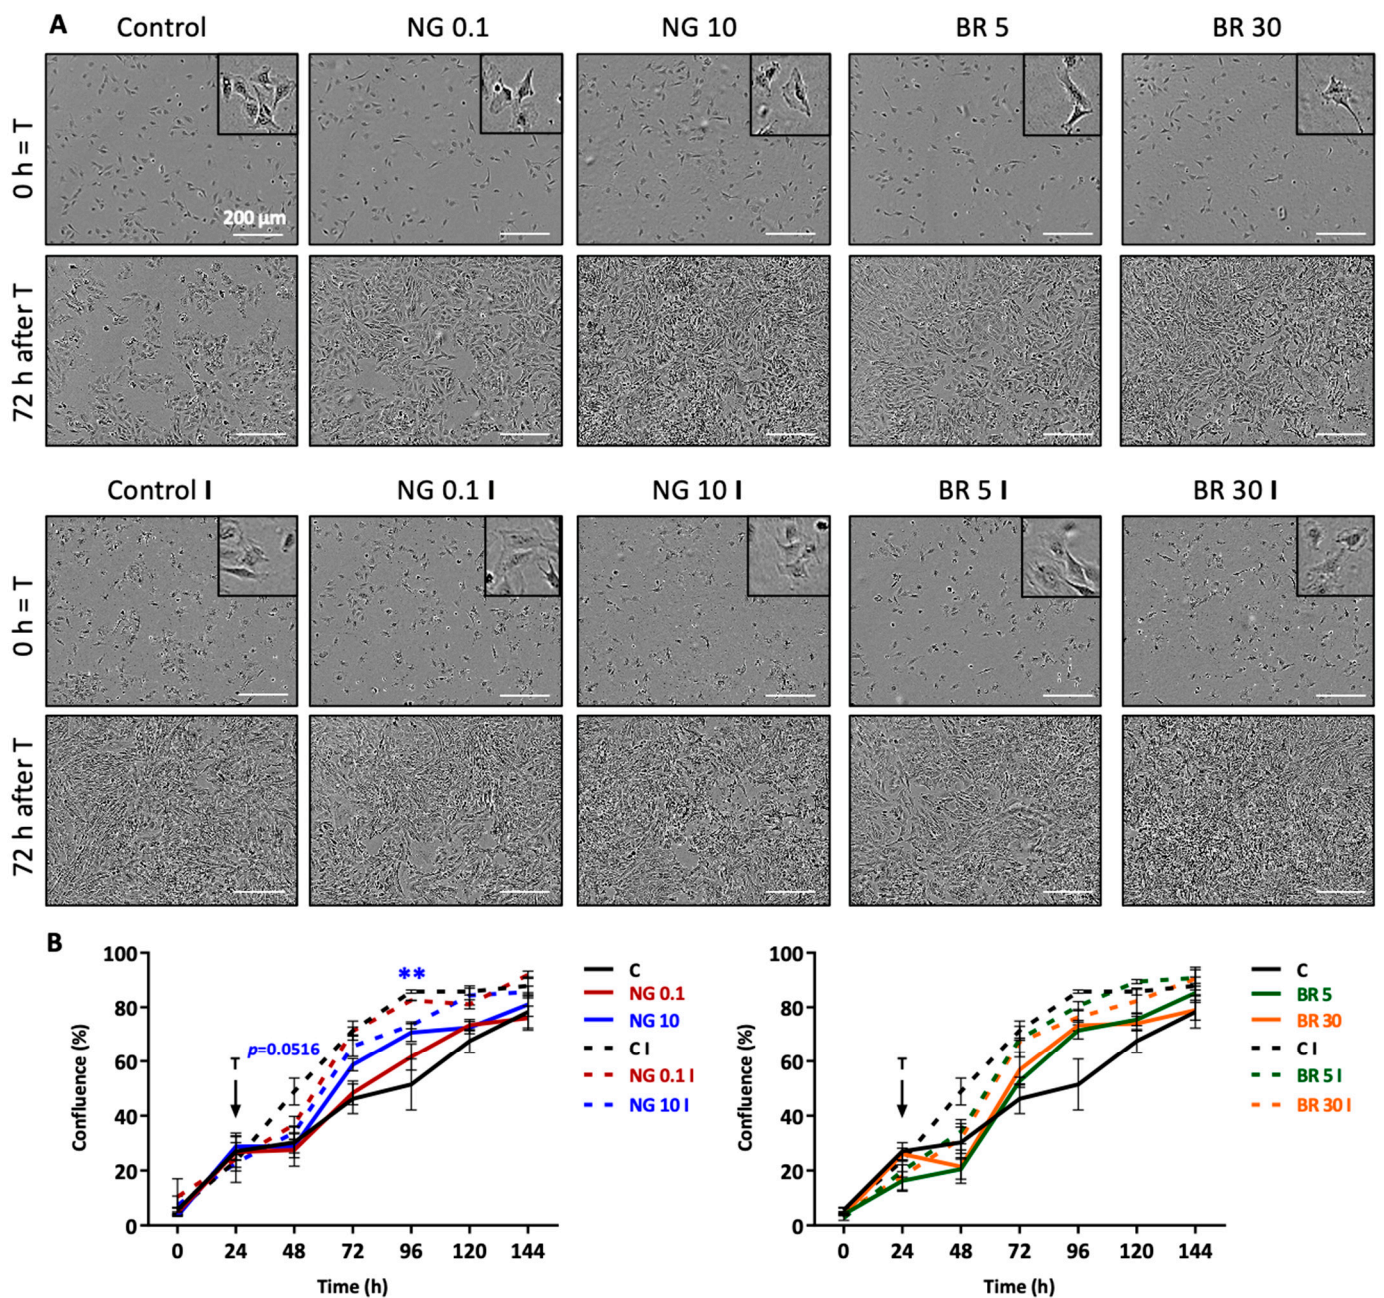 A
Control NG 0.1 NG 10 BR 5 BR 30
0 h = T
200 μm
72 h after T
Control I NG 0.1 I NG 10 I BR 5 I BR 30 I
0 h = T
72 h after T
B
100
80
60
40
20
0
Confluence (%)
**
p=0.0516
T
0 24 48 72 96 120 144
Time (h)
C
NG 0.1
NG 10
C I
NG 0.1 I
NG 10 I
100
80
60
40
20
0
Confluence (%)
T
0 24 48 72 96 120 144
Time (h)
C
BR 5
BR 30
C I
BR 5 I
BR 30 I